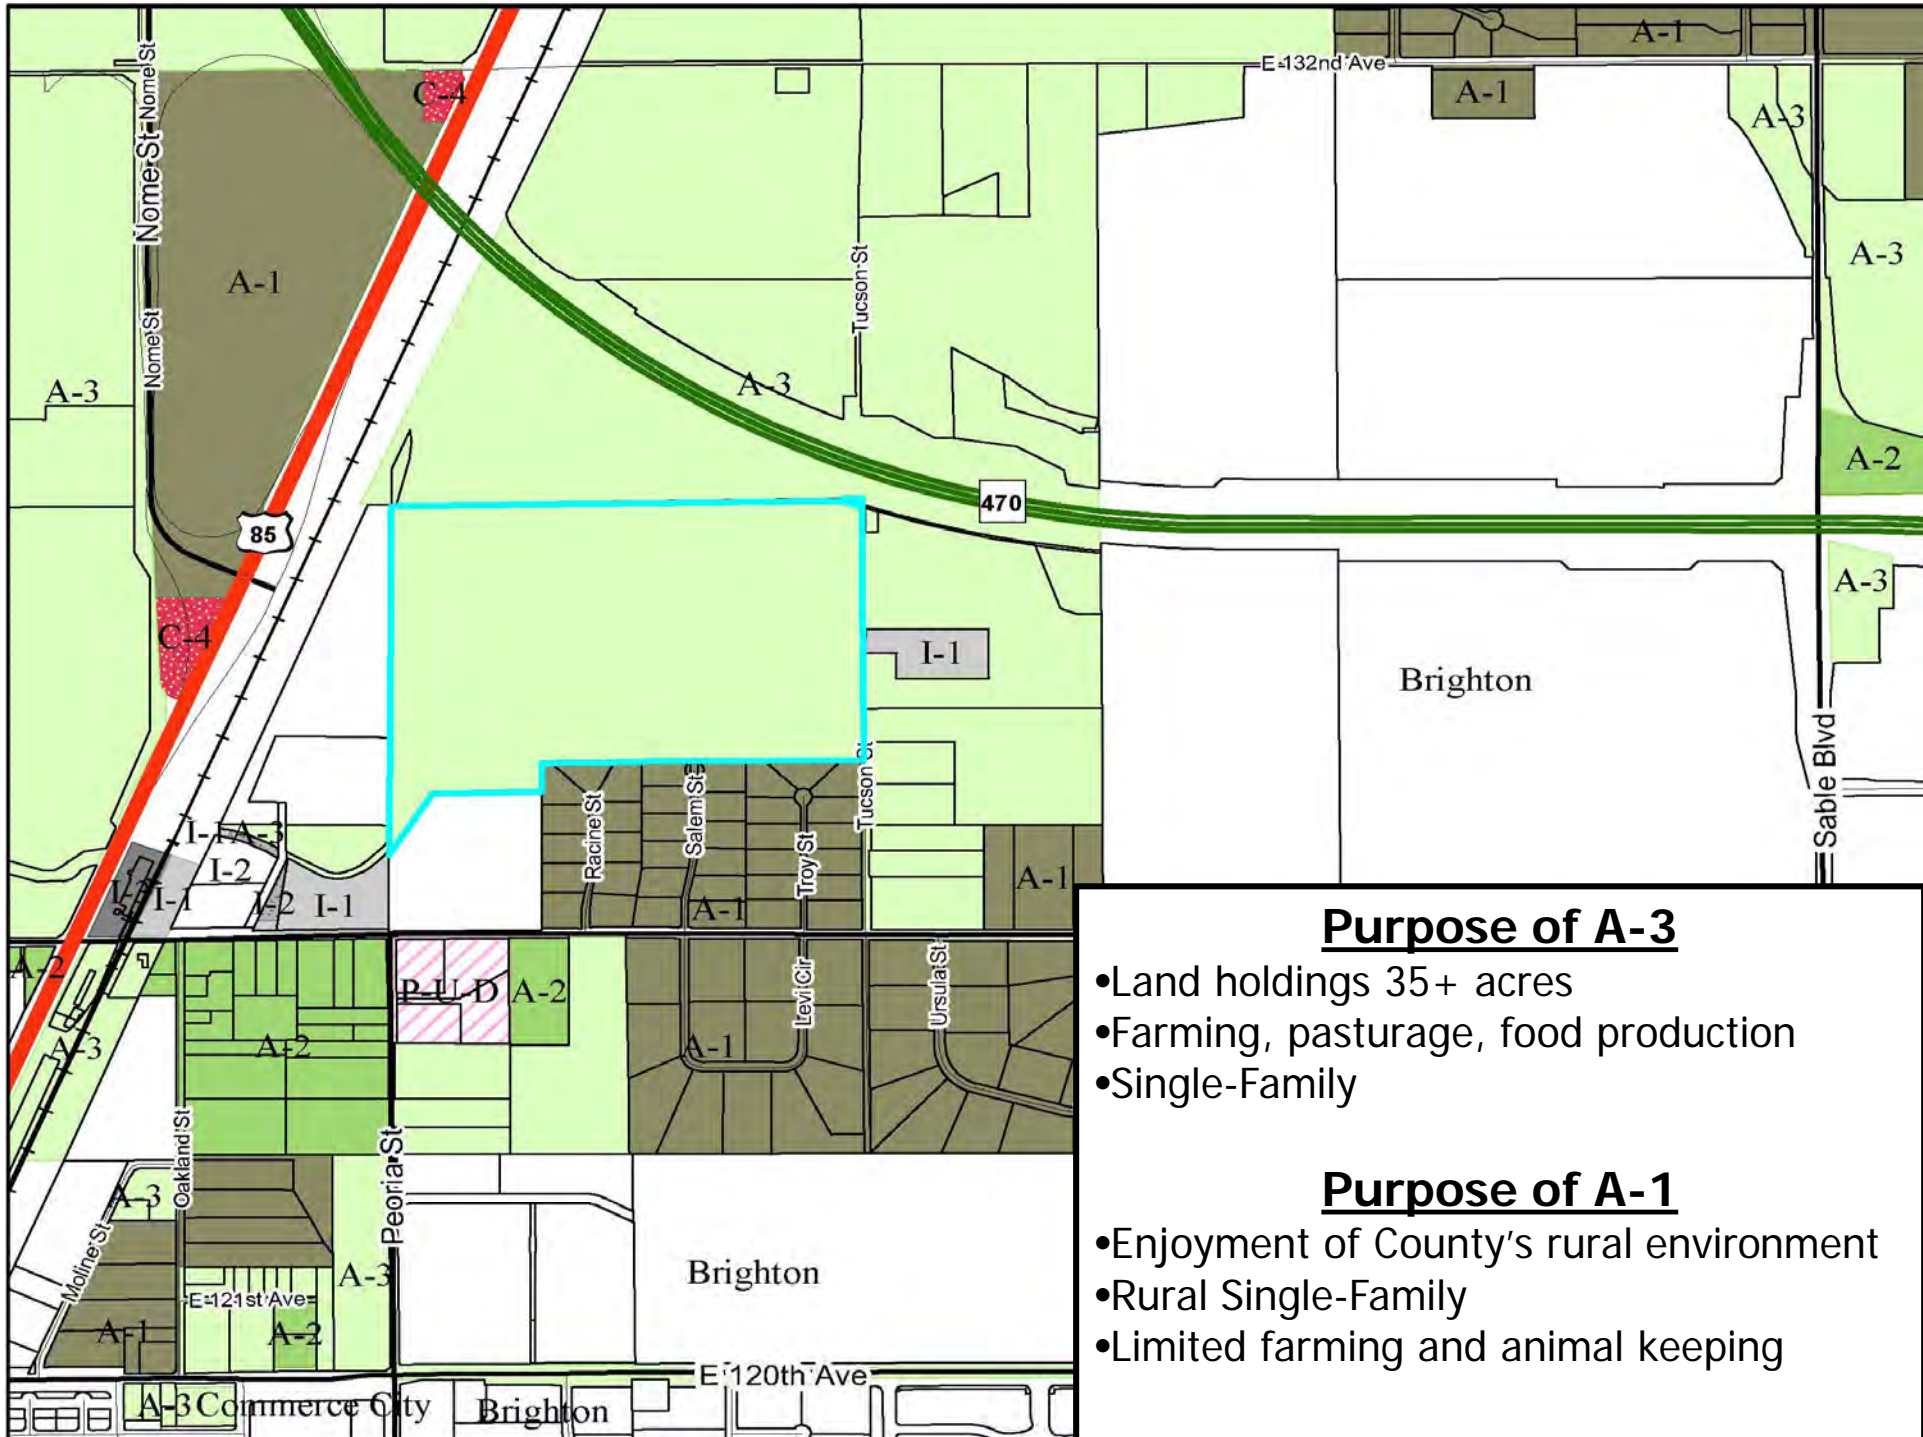 A-1
E 132nd Ave
Nome St
Nome St
C-4
A-1
A-3
Nome St
A-1
Tucson St
A-3
A-3
A-3
A-2
470
85
A-3
C-4
I-1
Brighton
Sable Blvd
Tucson St
Racine St
Salem St
Troy St
I-1
A-3
I-2
I-3
I-1
I-2
I-1
A-1
A-1
A-2
P-U-D
A-2
Levi Cir
Ursula St
A-3
A-2
A-1
Oakland St
Peoria St
A-3
Moline St
A-3
Brighton
E 121st Ave
A-1
A-2
E 120th Ave
A-3
Commerce City
Brighton
Purpose of A-3
•Land holdings 35+ acres
•Farming, pasturage, food production
•Single-Family
Purpose of A-1
•Enjoyment of County's rural environment
•Rural Single-Family
•Limited farming and animal keeping